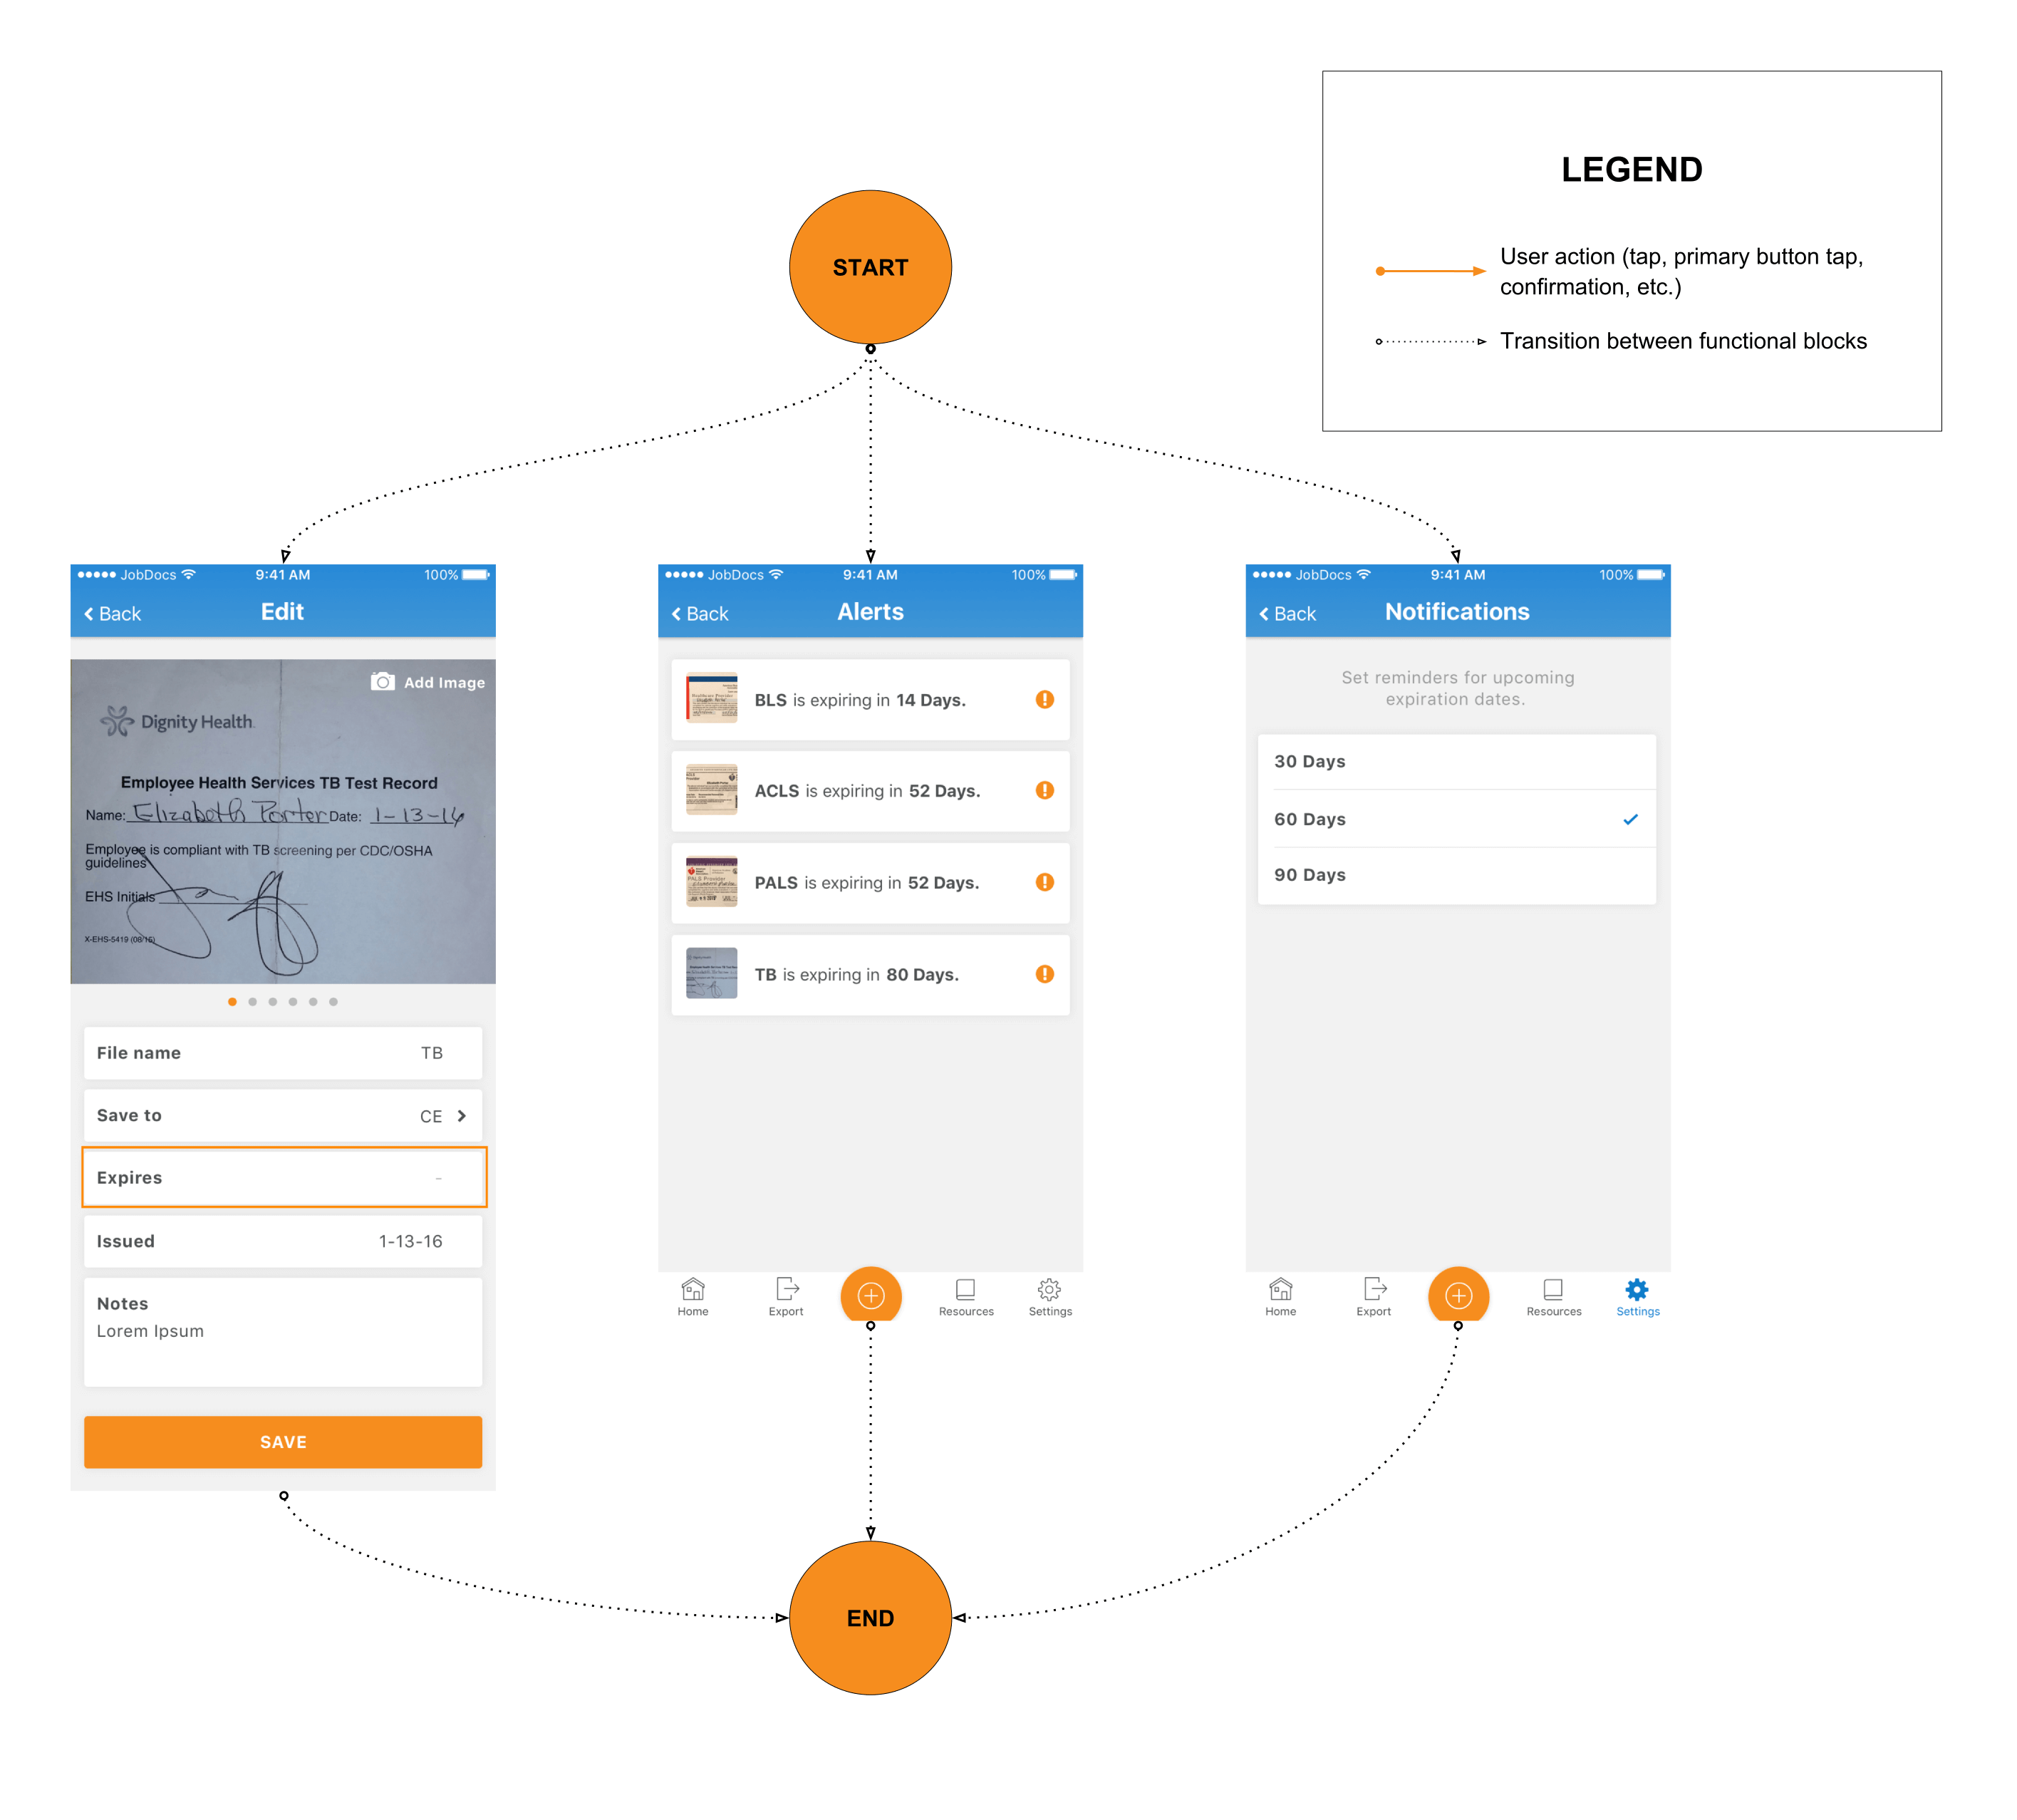 LEGEND
User action (tap, primary button tap,
confirmation, etc.)
Transition between functional blocks
START
JobDocs 9:41 AM 100%
Back Edit
Add Image
Dignity Health
Employee Health Services TB Test Record
Name: Elizabeth Porter Date: 1-13-16
Employee is compliant with TB screening per CDC/OSHA
guidelines
EHS Initials
X-EHS-5419 (08/15)
File name TB
Save to CE
Expires -
Issued 1-13-16
Notes
Lorem Ipsum
SAVE
JobDocs 9:41 AM 100%
Back Alerts
BLS is expiring in 14 Days.
ACLS is expiring in 52 Days.
PALS is expiring in 52 Days.
TB is expiring in 80 Days.
Home Export Resources Settings
JobDocs 9:41 AM 100%
Back Notifications
Set reminders for upcoming
expiration dates.
30 Days
60 Days
90 Days
Home Export Resources Settings
END